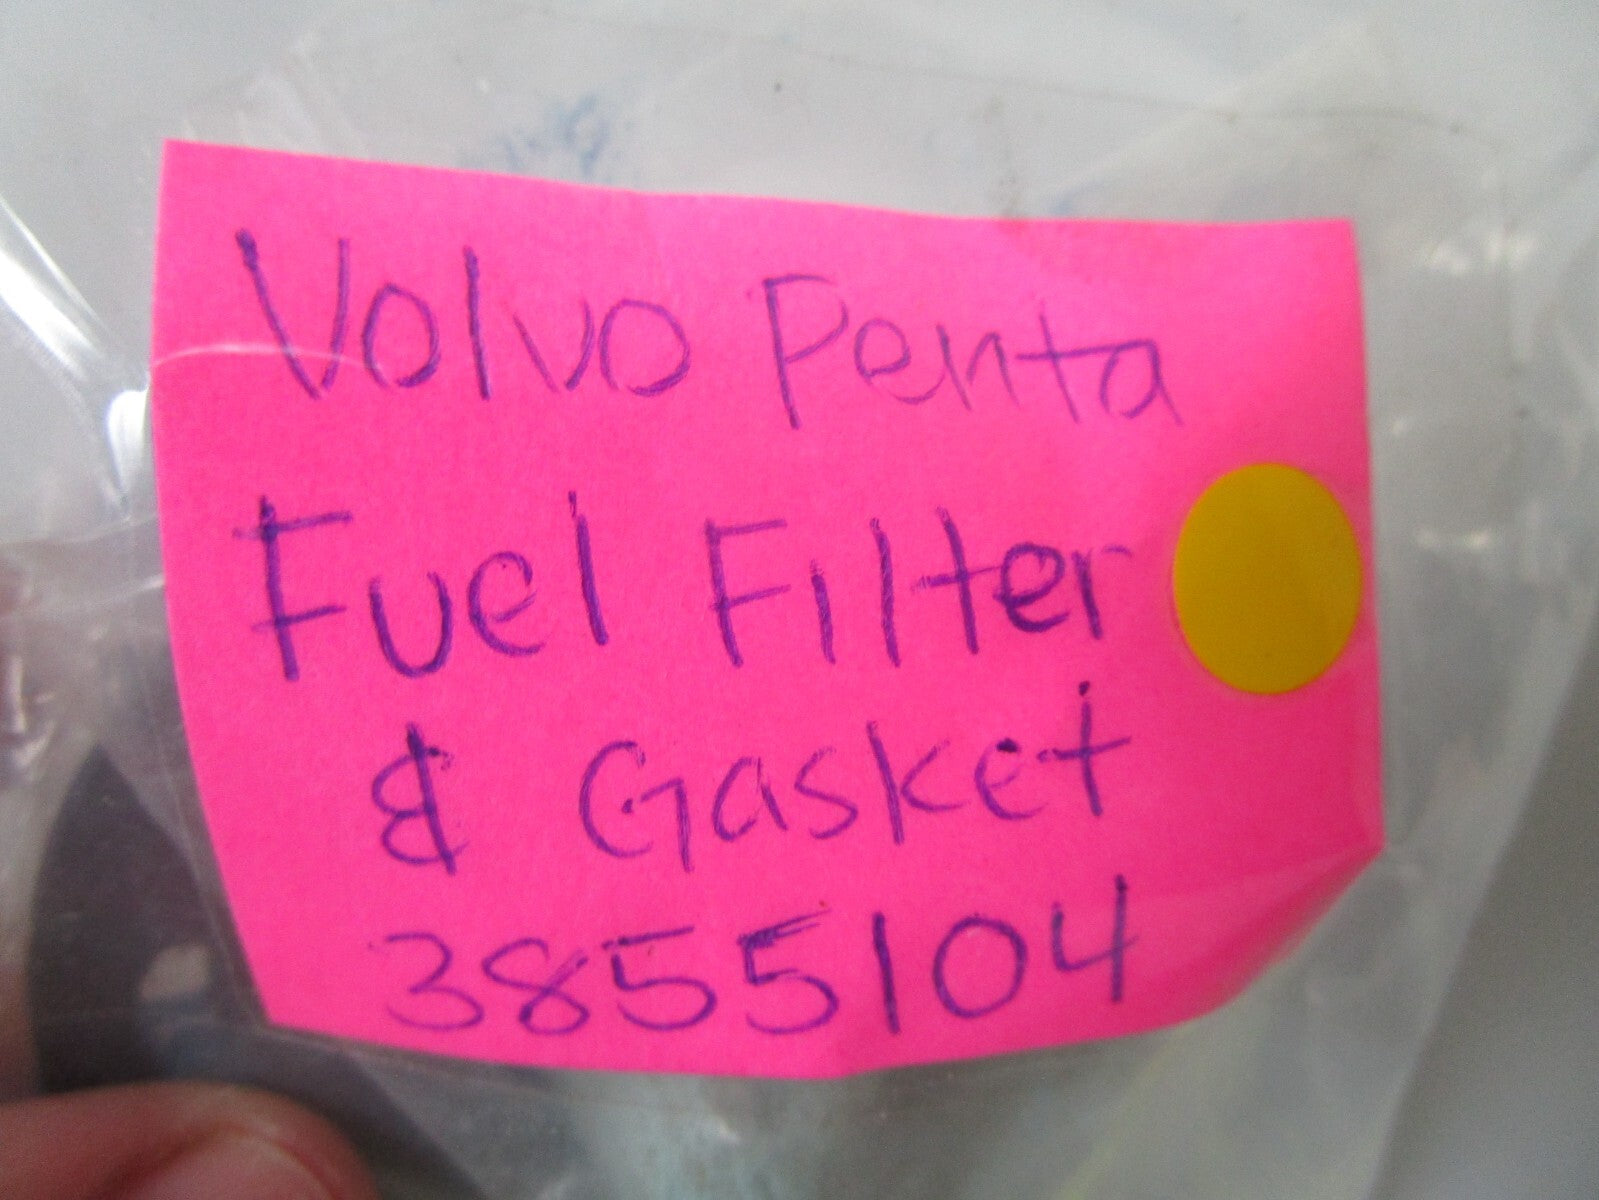 Volvo Penta
Fuel Filter
& Gasket
3855104